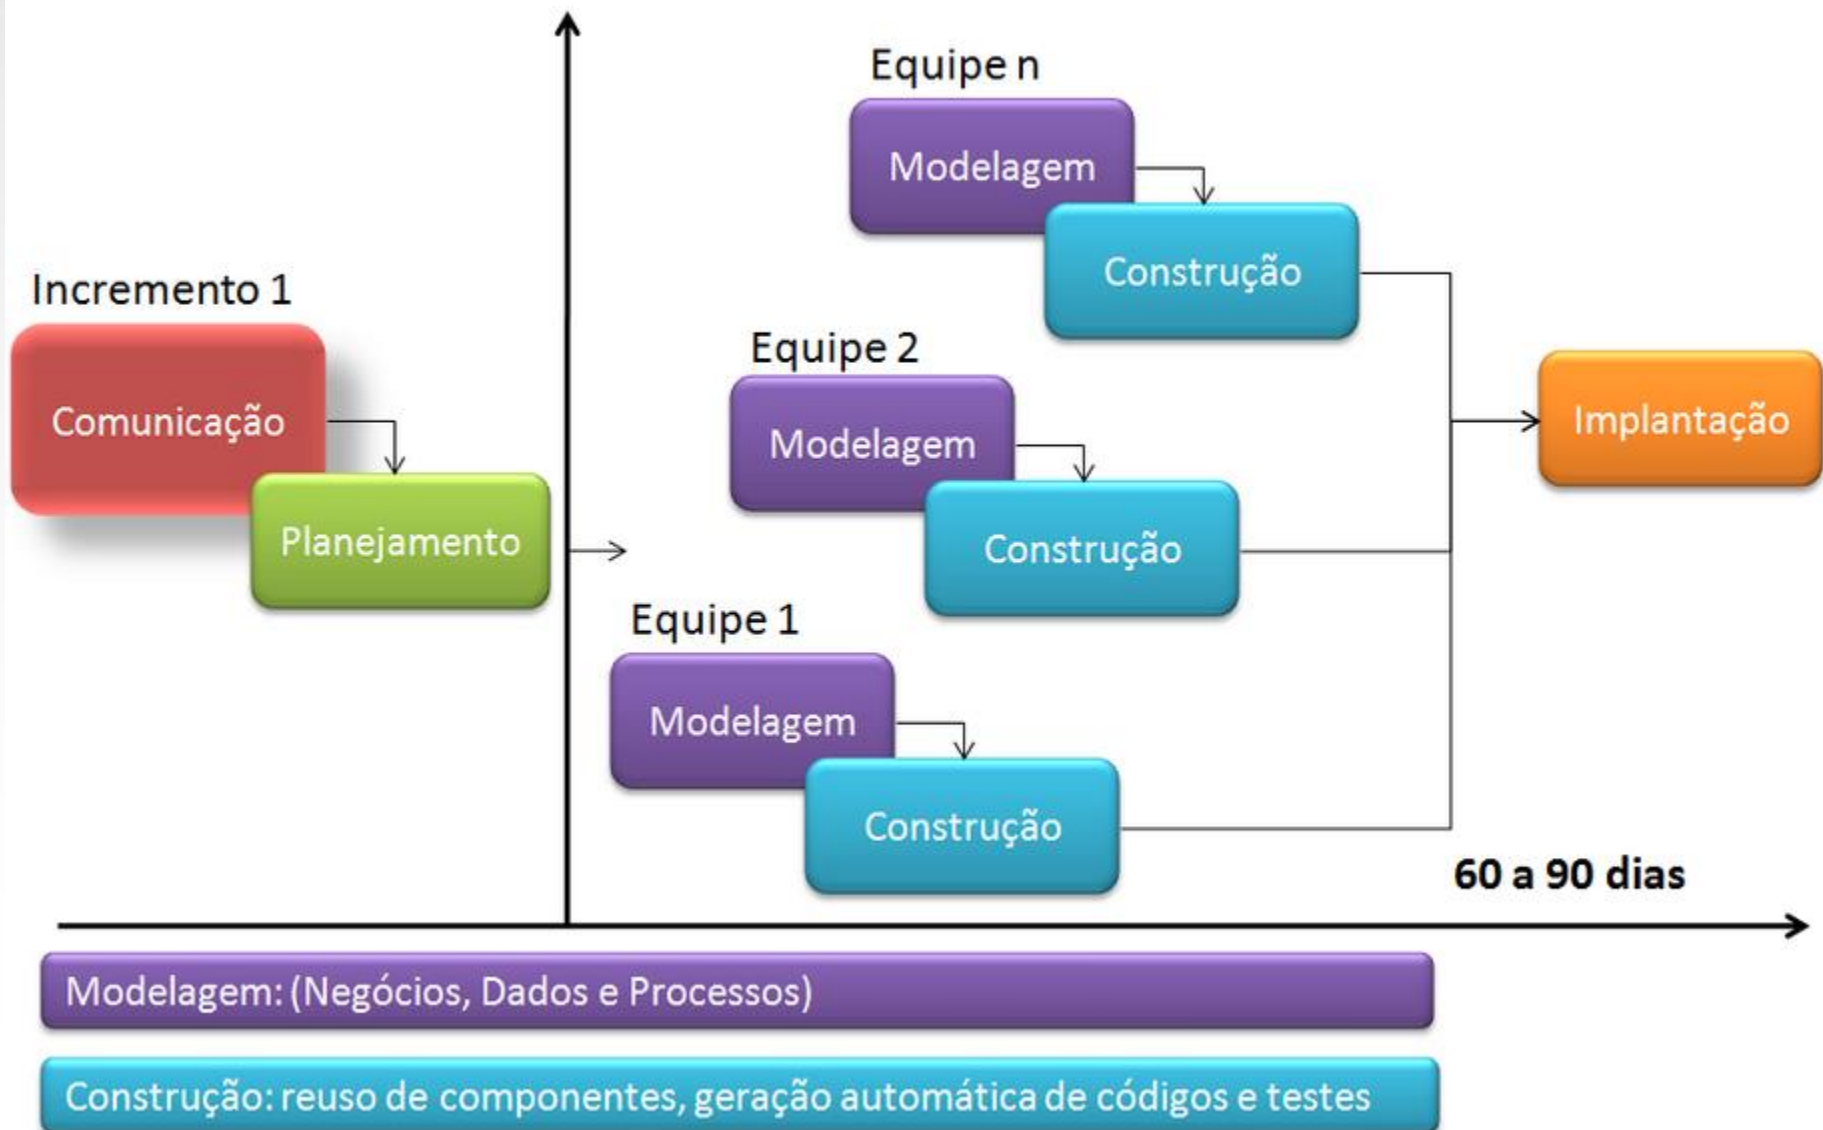 Equipe n
Modelagem
Construção
Incremento 1
Comunicação
Planejamento
Equipe 2
Modelagem
Construção
Implantação
Equipe 1
Modelagem
Construção
60 a 90 dias
Modelagem: (Negócios, Dados e Processos)
Construção: reuso de componentes, geração automática de códigos e testes